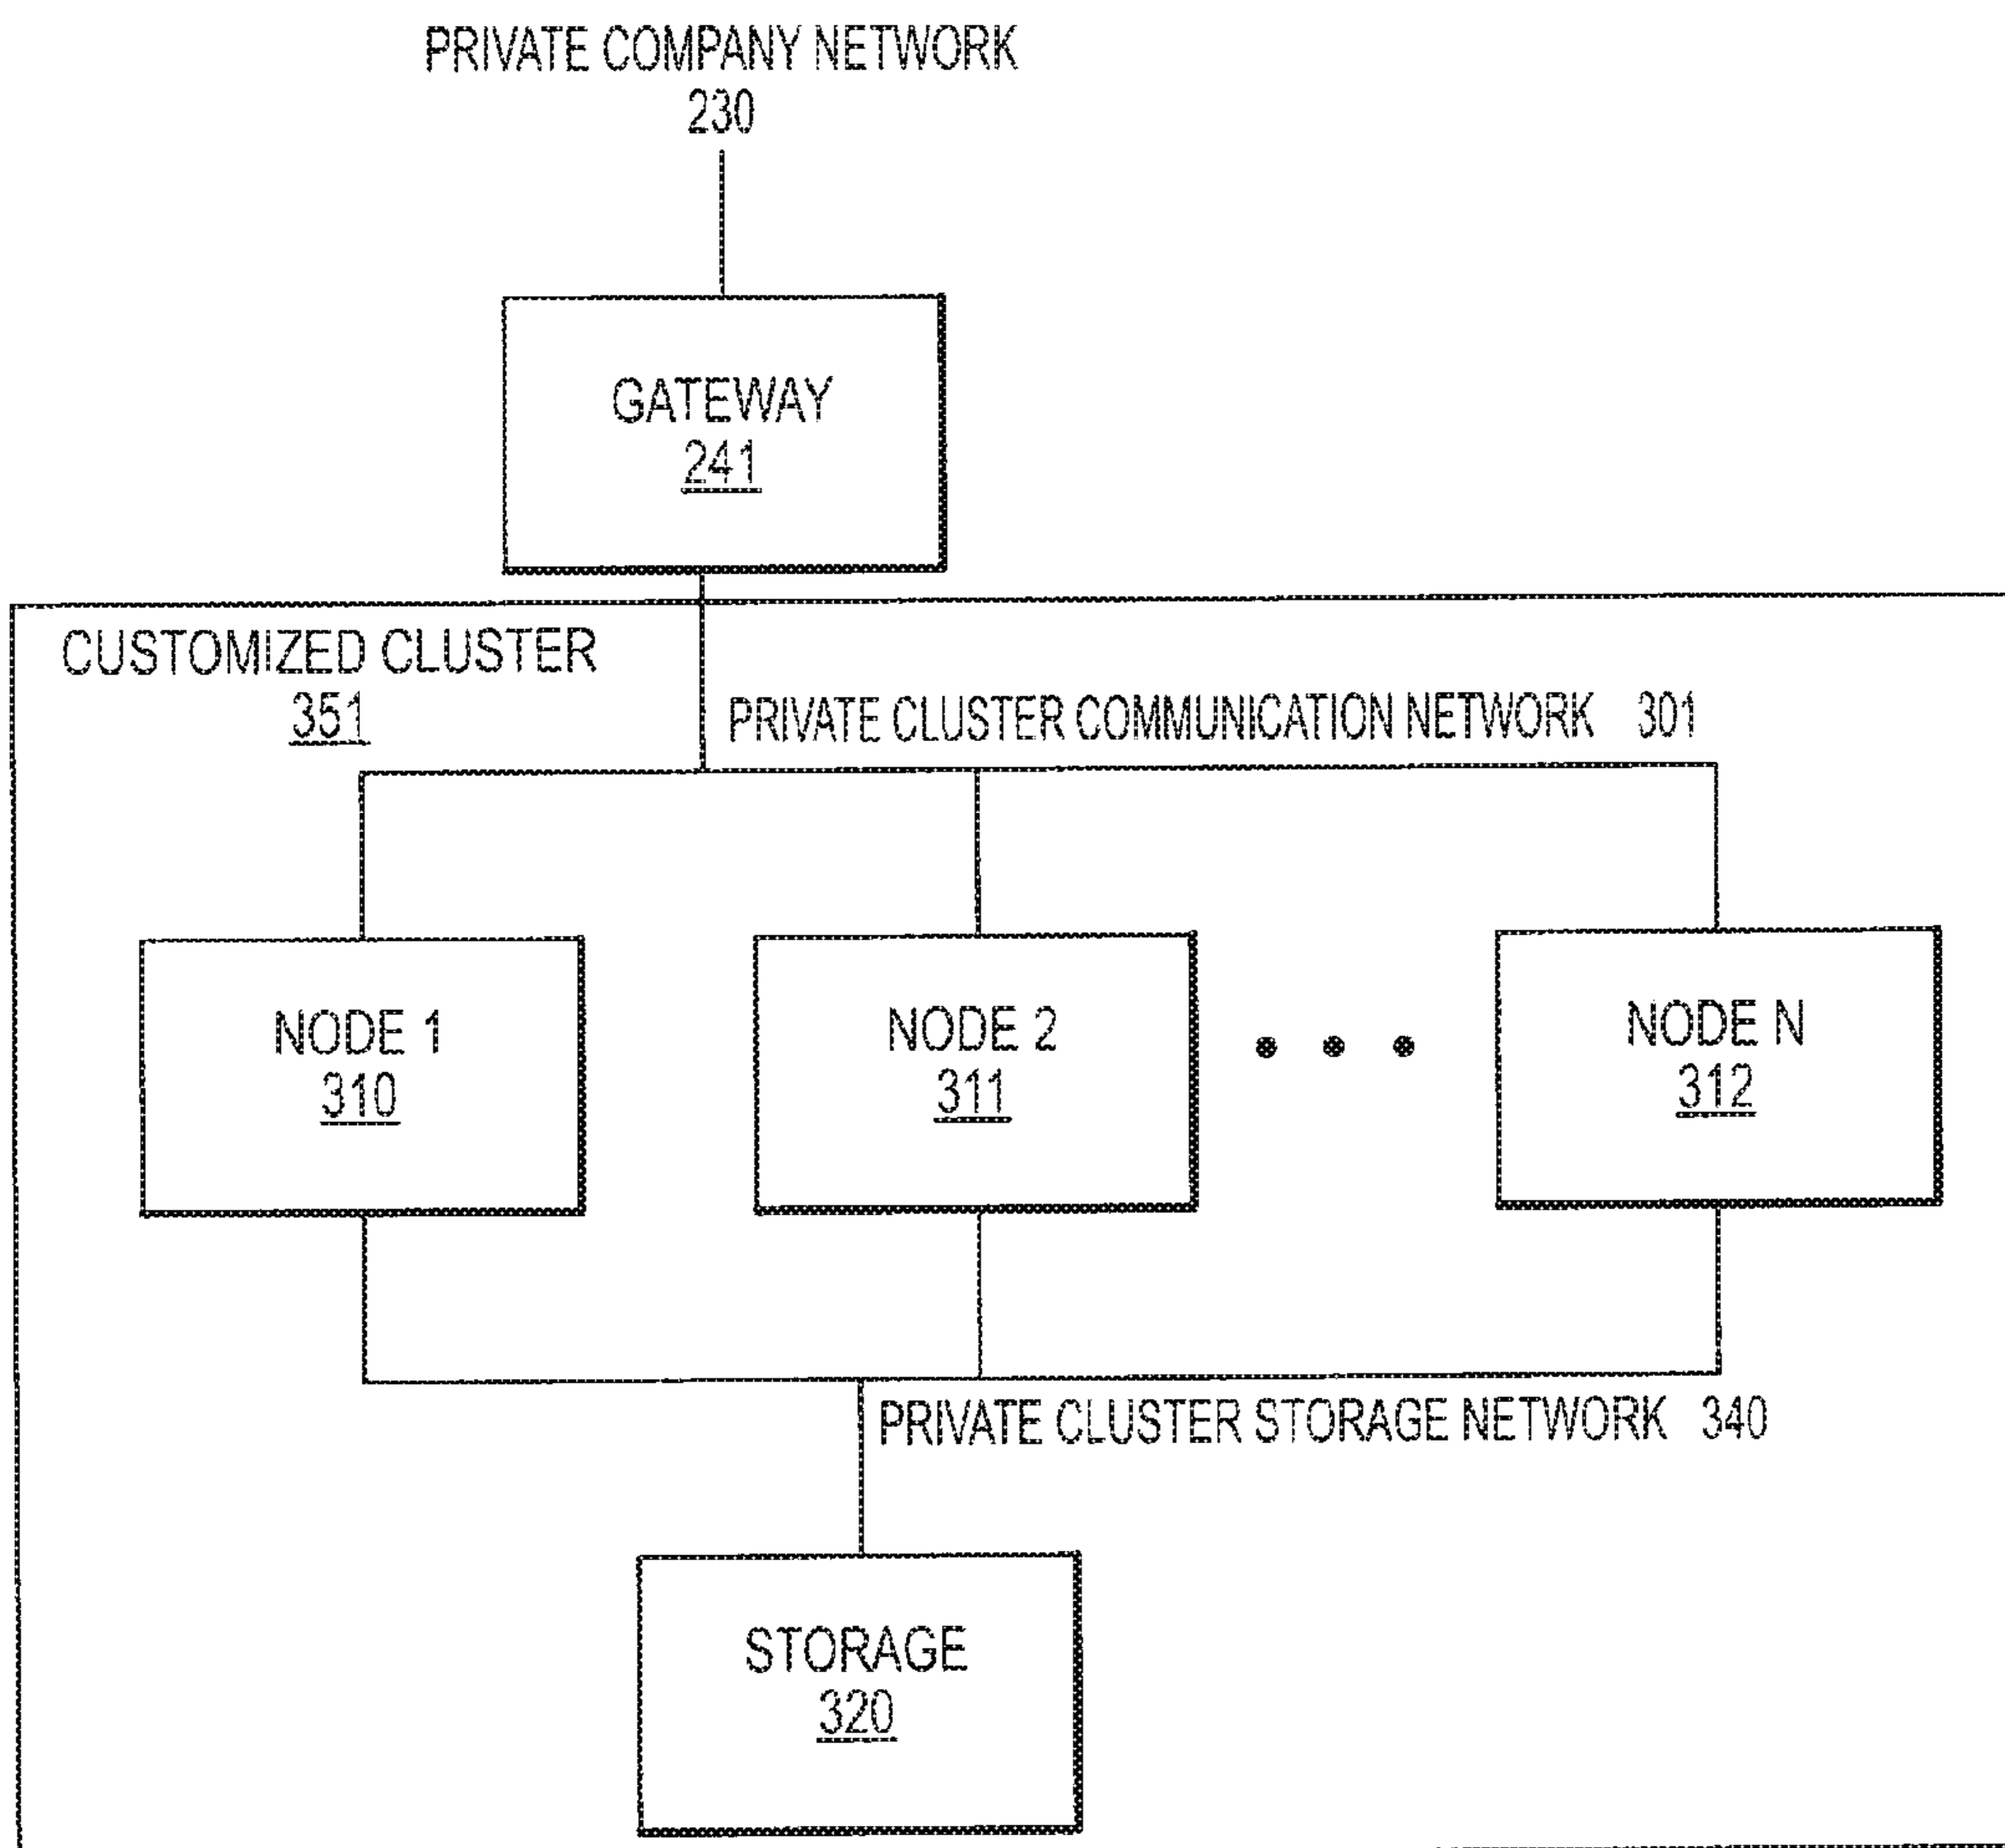 PRIVATE COMPANY NETWORK
230
GATEWAY
241
CUSTOMIZED CLUSTER
351
PRIVATE CLUSTER COMMUNICATION NETWORK 301
NODE 1
310
NODE 2
311
NODE N
312
PRIVATE CLUSTER STORAGE NETWORK 340
STORAGE
320